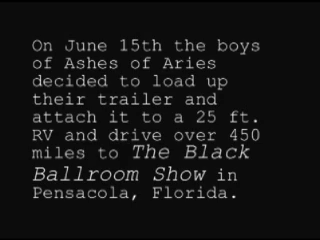 On June 15th the boys
of Ashes of Aries
decided to load up
their trailer and
attach it to a 25 ft.
RV and drive over 450
miles to The Black
Ballroom Show in
Pensacola, Florida.